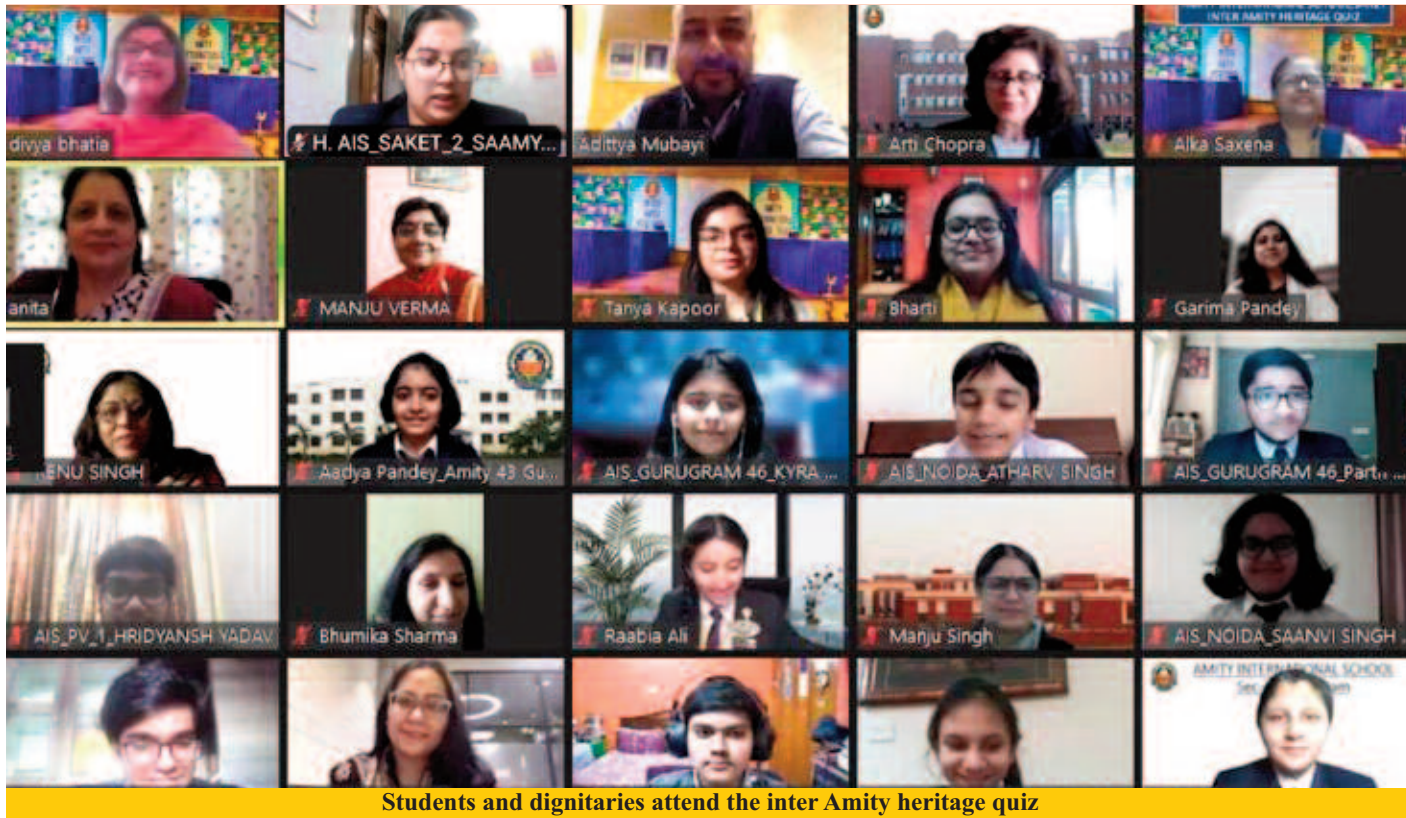 INTER AMITY HERITAGE QUIZ
divya bhatia
H. AIS_SAKET_2_SAAMY...
Adittya Mubayi
Arti Chopra
Alka Saxena
anita
MANJU VERMA
Tanya Kapoor
Bharti
Garima Pandey
RENU SINGH
Aadya Pandey_Amity 43 Gu...
AIS_GURUGRAM 46_KYRA ...
AIS_NOIDA_ATHARV SINGH
AIS_GURUGRAM 46_Parth ...
AIS_PV_1_HRIDYANSH YADAV
Bhumika Sharma
Raabia Ali
Manju Singh
AIS_NOIDA_SAANVI SINGH ...
AMITY INTERNATIONAL SCHOOL
Students and dignitaries attend the inter Amity heritage quiz